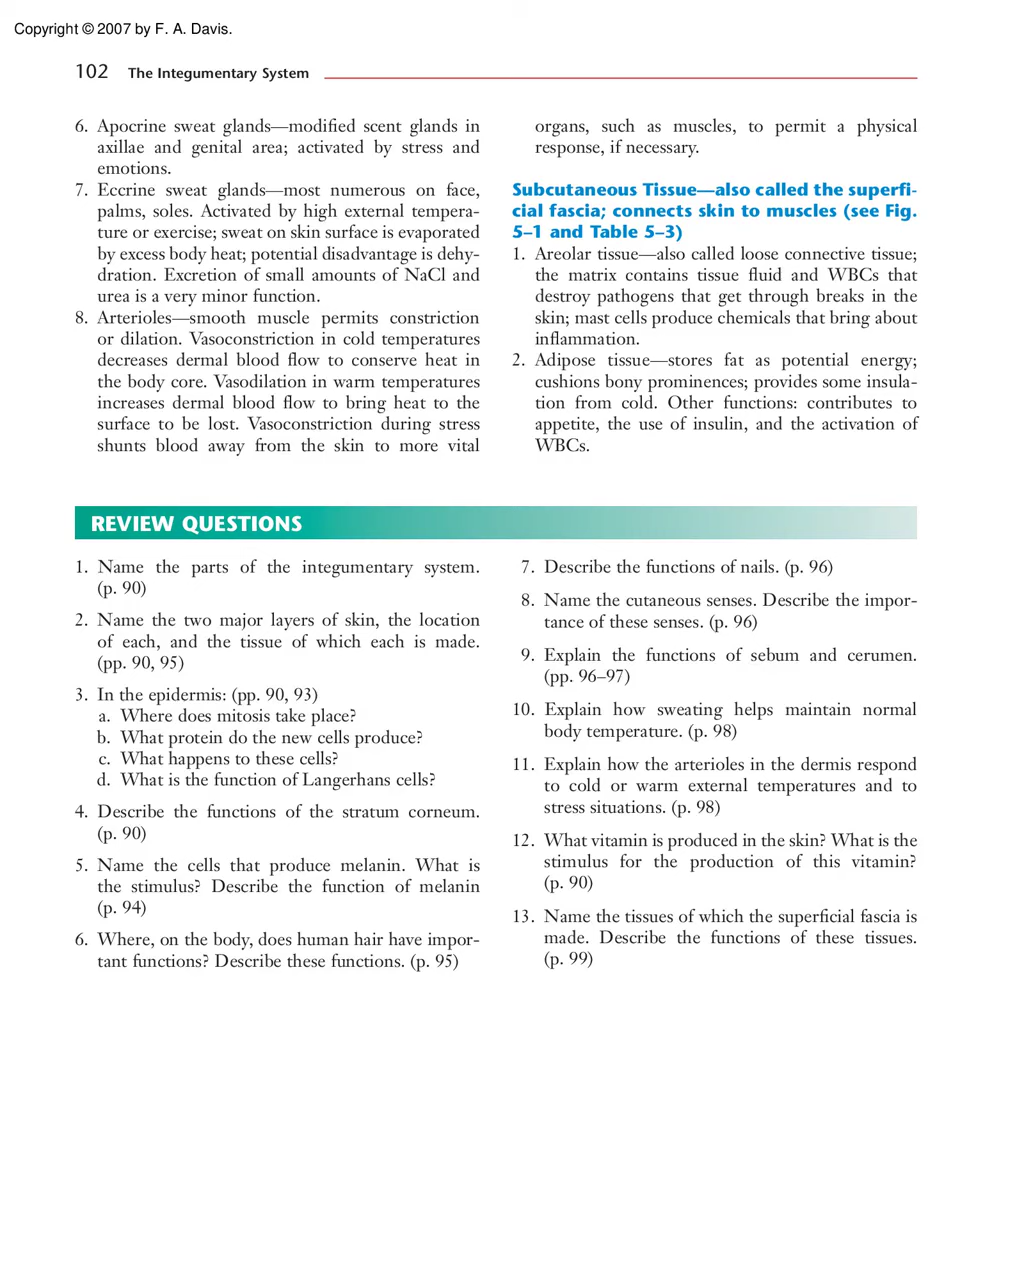 Copyright © 2007 by F. A. Davis.
102 The Integumentary System
6. Apocrine sweat glands—modified scent glands in
axillae and genital area; activated by stress and
emotions.
7. Eccrine sweat glands—most numerous on face,
palms, soles. Activated by high external tempera-
ture or exercise; sweat on skin surface is evaporated
by excess body heat; potential disadvantage is dehy-
dration. Excretion of small amounts of NaCl and
urea is a very minor function.
8. Arterioles—smooth muscle permits constriction
or dilation. Vasoconstriction in cold temperatures
decreases dermal blood flow to conserve heat in
the body core. Vasodilation in warm temperatures
increases dermal blood flow to bring heat to the
surface to be lost. Vasoconstriction during stress
shunts blood away from the skin to more vital
organs, such as muscles, to permit a physical
response, if necessary.
Subcutaneous Tissue—also called the superfi-
cial fascia; connects skin to muscles (see Fig.
5–1 and Table 5–3)
1. Areolar tissue—also called loose connective tissue;
the matrix contains tissue fluid and WBCs that
destroy pathogens that get through breaks in the
skin; mast cells produce chemicals that bring about
inflammation.
2. Adipose tissue—stores fat as potential energy;
cushions bony prominences; provides some insula-
tion from cold. Other functions: contributes to
appetite, the use of insulin, and the activation of
WBCs.
REVIEW QUESTIONS
1. Name the parts of the integumentary system.
(p. 90)
2. Name the two major layers of skin, the location
of each, and the tissue of which each is made.
(pp. 90, 95)
3. In the epidermis: (pp. 90, 93)
a. Where does mitosis take place?
b. What protein do the new cells produce?
c. What happens to these cells?
d. What is the function of Langerhans cells?
4. Describe the functions of the stratum corneum.
(p. 90)
5. Name the cells that produce melanin. What is
the stimulus? Describe the function of melanin
(p. 94)
6. Where, on the body, does human hair have impor-
tant functions? Describe these functions. (p. 95)
7. Describe the functions of nails. (p. 96)
8. Name the cutaneous senses. Describe the impor-
tance of these senses. (p. 96)
9. Explain the functions of sebum and cerumen.
(pp. 96–97)
10. Explain how sweating helps maintain normal
body temperature. (p. 98)
11. Explain how the arterioles in the dermis respond
to cold or warm external temperatures and to
stress situations. (p. 98)
12. What vitamin is produced in the skin? What is the
stimulus for the production of this vitamin?
(p. 90)
13. Name the tissues of which the superficial fascia is
made. Describe the functions of these tissues.
(p. 99)